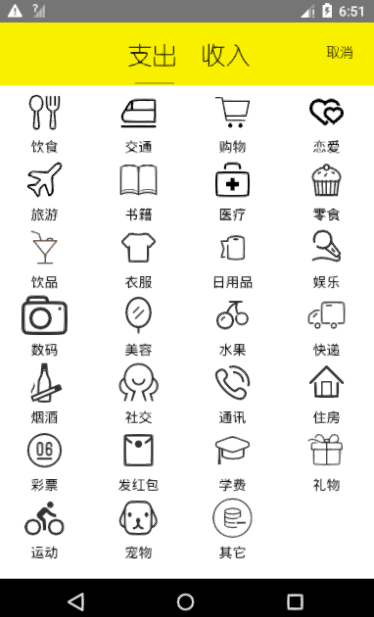 6:51
支出 收入 取消
饮食 交通 购物 恋爱
旅游 书籍 医疗 零食
饮品 衣服 日用品 娱乐
数码 美容 水果 快递
烟酒 社交 通讯 住房
06
彩票 发红包 学费 礼物
运动 宠物 其它